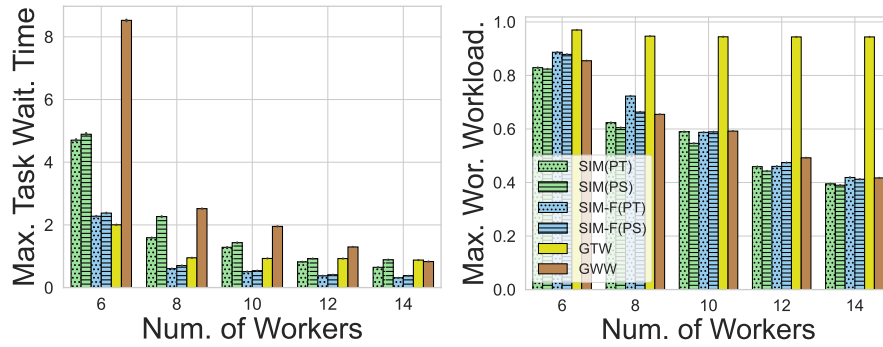 Max. Task Wait. Time
8
6
4
2
0
6 8 10 12 14
Num. of Workers
Max. Wor. Workload.
1.0
0.8
0.6
0.4
0.2
0.0
SIM(PT)
SIM(PS)
SIM-F(PT)
SIM-F(PS)
GTW
GWW
6 8 10 12 14
Num. of Workers